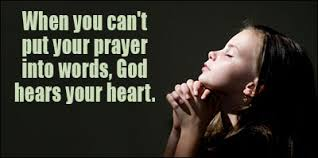 When you can't
put your prayer
into words, God
hears your heart.